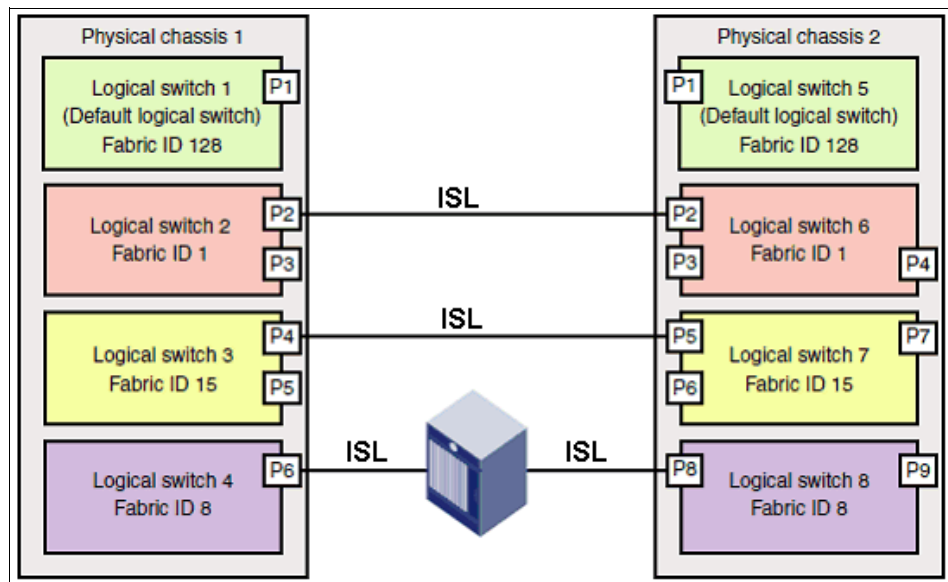 Physical chassis 1
Logical switch 1
(Default logical switch)
Fabric ID 128
P1
Logical switch 2
Fabric ID 1
P2
P3
Logical switch 3
Fabric ID 15
P4
P5
Logical switch 4
Fabric ID 8
P6
ISL
ISL
ISL
ISL
Physical chassis 2
P1
Logical switch 5
(Default logical switch)
Fabric ID 128
P2
P3
Logical switch 6
Fabric ID 1
P4
P5
P6
Logical switch 7
Fabric ID 15
P7
P8
Logical switch 8
Fabric ID 8
P9